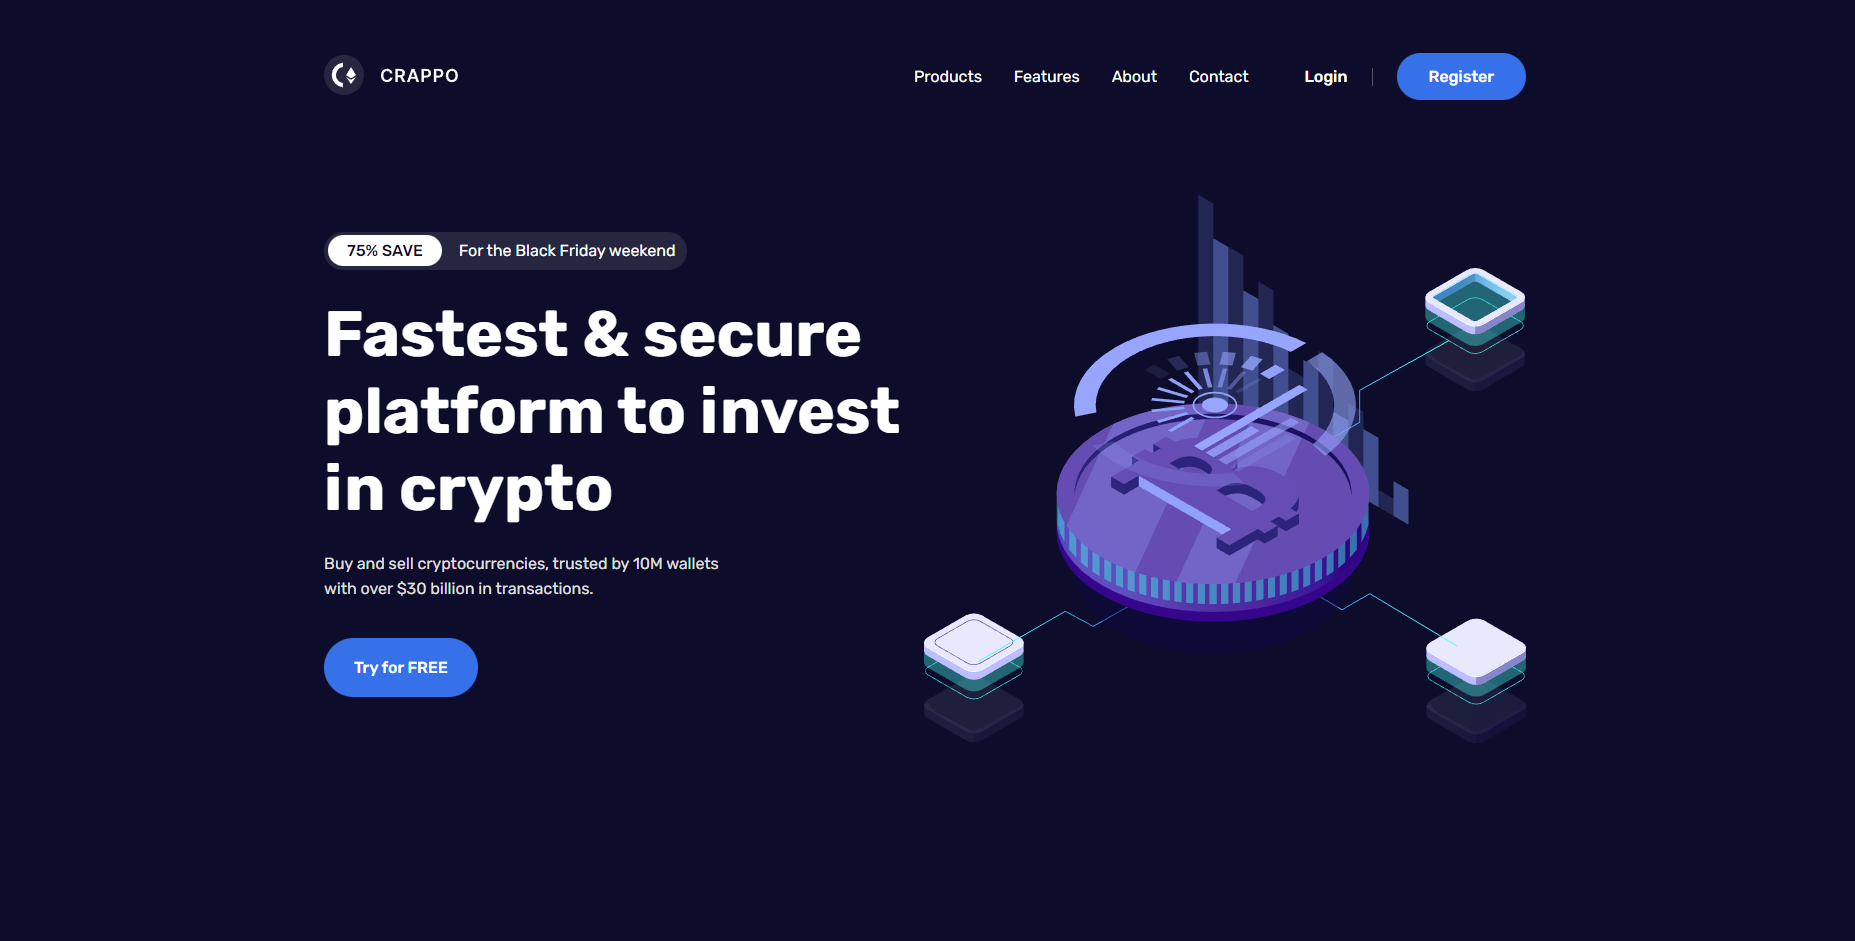 CRAPPO
Products
Features
About
Contact
Login
Register
75% SAVE
For the Black Friday weekend
Fastest & secure
platform to invest
in crypto
Buy and sell cryptocurrencies, trusted by 10M wallets
with over $30 billion in transactions.
Try for FREE